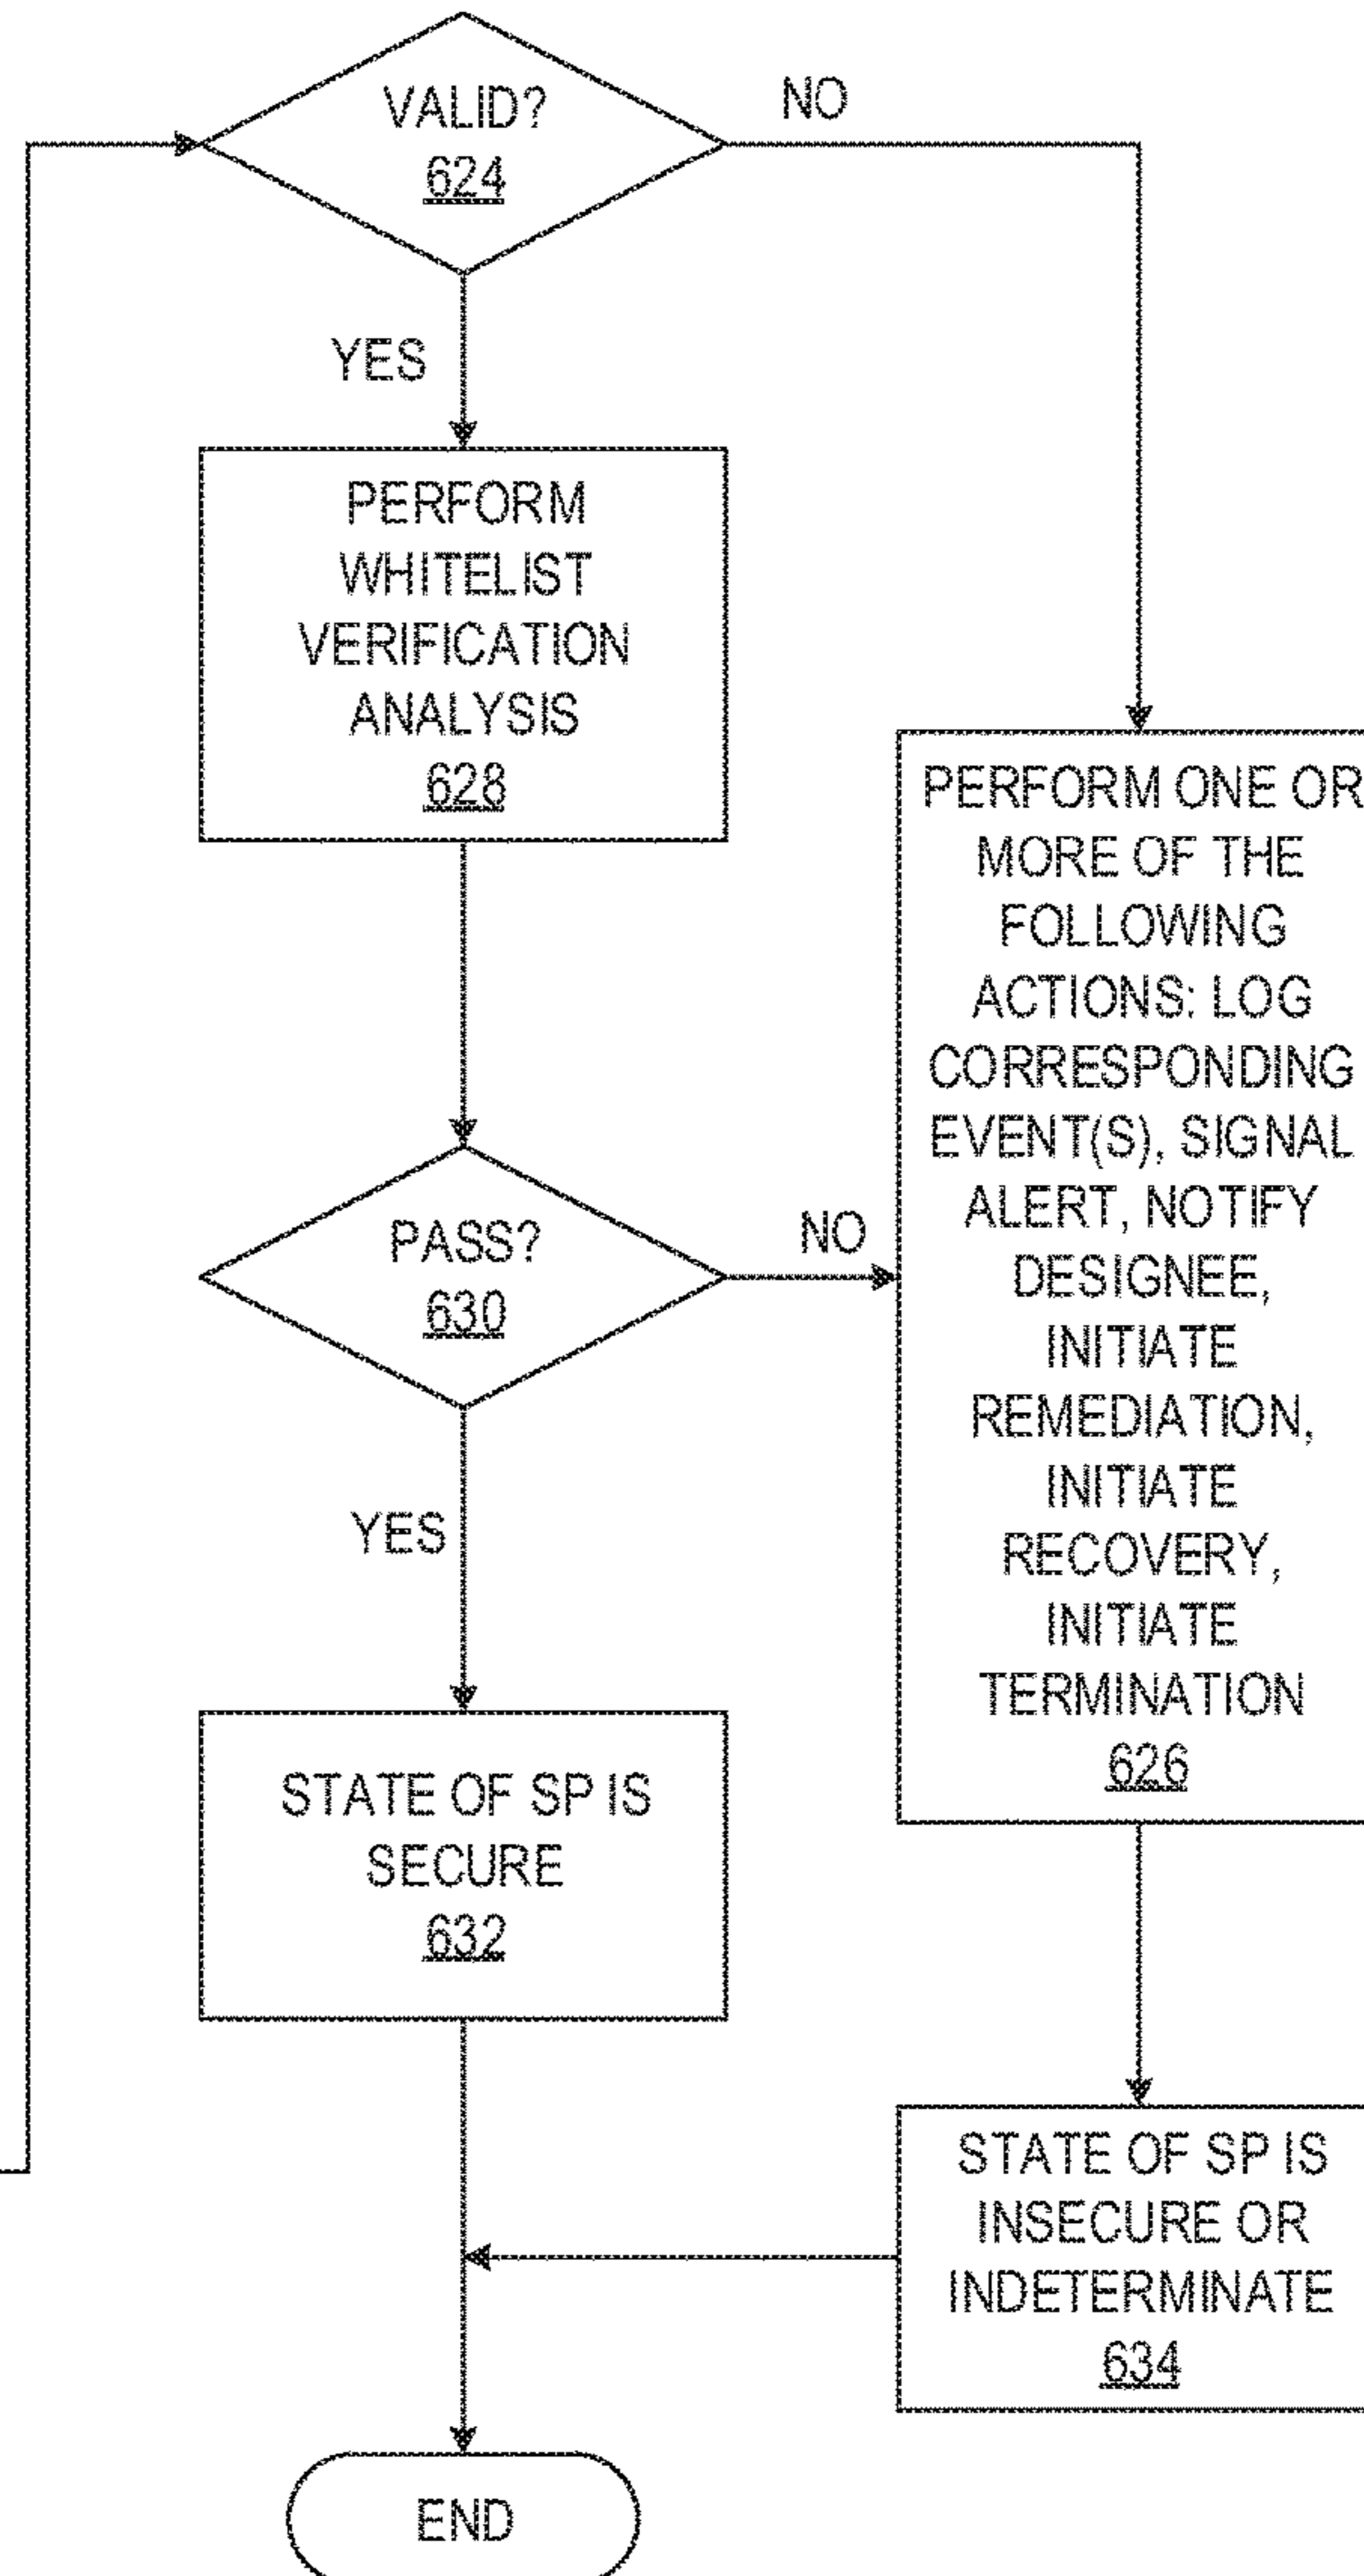 VALID?
624
NO
YES
PERFORM
WHITELIST
VERIFICATION
ANALYSIS
628
PERFORM ONE OR
MORE OF THE
FOLLOWING
ACTIONS: LOG
CORRESPONDING
EVENT(S), SIGNAL
ALERT, NOTIFY
DESIGNEE,
INITIATE
REMEDIATION,
INITIATE
RECOVERY,
INITIATE
TERMINATION
626
PASS?
630
NO
YES
STATE OF SP IS
SECURE
632
STATE OF SP IS
INSECURE OR
INDETERMINATE
634
END